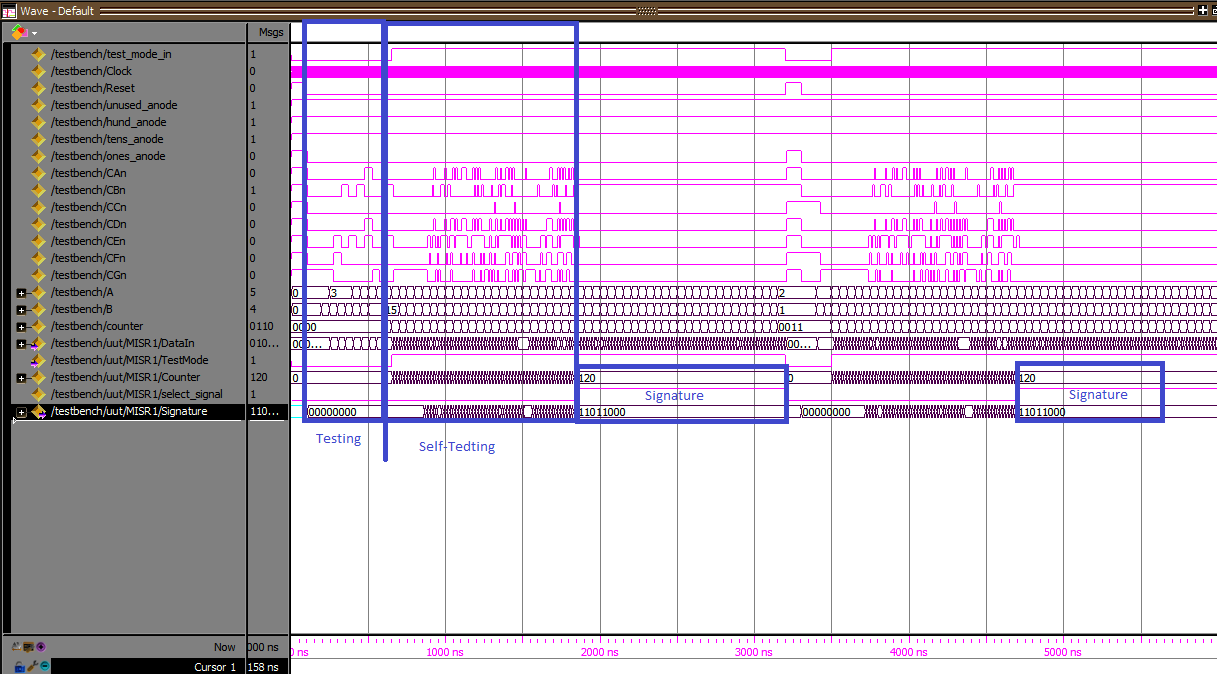 Wave - Default
Msgs
/testbench/test_mode_in 1
/testbench/Clock 0
/testbench/Reset 0
/testbench/unused_anode 1
/testbench/hund_anode 1
/testbench/tens_anode 1
/testbench/ones_anode 0
/testbench/CAn 0
/testbench/CBn 1
/testbench/CCn 0
/testbench/CDn 0
/testbench/CEn 0
/testbench/CFn 0
/testbench/CGn 0
/testbench/A 5 0 3 2
/testbench/B 4 0 15 1
/testbench/counter 0110 0000 0011
/testbench/uut/MISR1/DataIn 010... 000... 00...
/testbench/uut/MISR1/TestMode 1
/testbench/uut/MISR1/Counter 120 0 120 0 120
/testbench/uut/MISR1/select_signal 1 Signature Signature
/testbench/uut/MISR1/Signature 110... 00000000 11011000 00000000 11011000
Testing
Self-Tedting
Now 000 ns ns 1000 ns 2000 ns 3000 ns 4000 ns 5000 ns
Cursor 1 158 ns